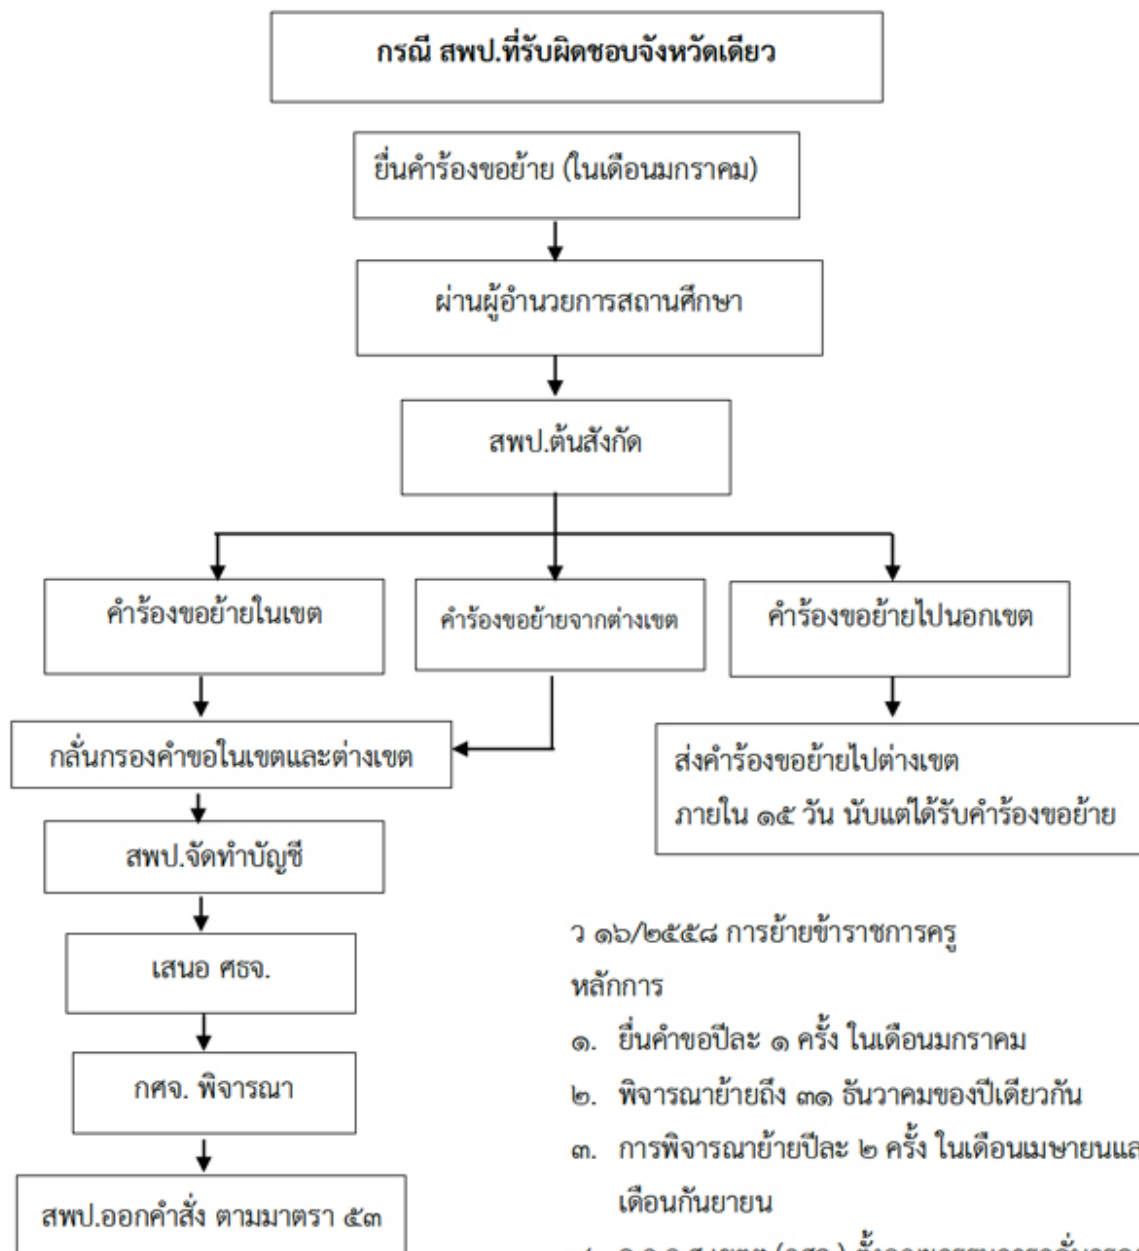 กรณี สพป.ที่รับผิดชอบจังหวัดเดียว
ยื่นคำร้องขอย้าย (ในเดือนมกราคม)
ผ่านผู้อำนวยการสถานศึกษา
สพป.ต้นสังกัด
คำร้องขอย้ายในเขต
คำร้องขอย้ายจากต่างเขต
คำร้องขอย้ายไปนอกเขต
กลั่นกรองคำขอในเขตและต่างเขต
ส่งคำร้องขอย้ายไปต่างเขต
ภายใน ๑๕ วัน นับแต่ได้รับคำร้องขอย้าย
สพป.จัดทำบัญชี
เสนอ ศธจ.
กศจ. พิจารณา
สพป.ออกคำสั่ง ตามมาตรา ๕๓
ว ๑๖/๒๕๕๘ การย้ายข้าราชการครู
หลักการ
๑. ยื่นคำขอปีละ ๑ ครั้ง ในเดือนมกราคม
๒. พิจารณาย้ายถึง ๓๑ ธันวาคมของปีเดียวกัน
๓. การพิจารณาย้ายปีละ ๒ ครั้ง ในเดือนเมษายนแล
เดือนกันยายน